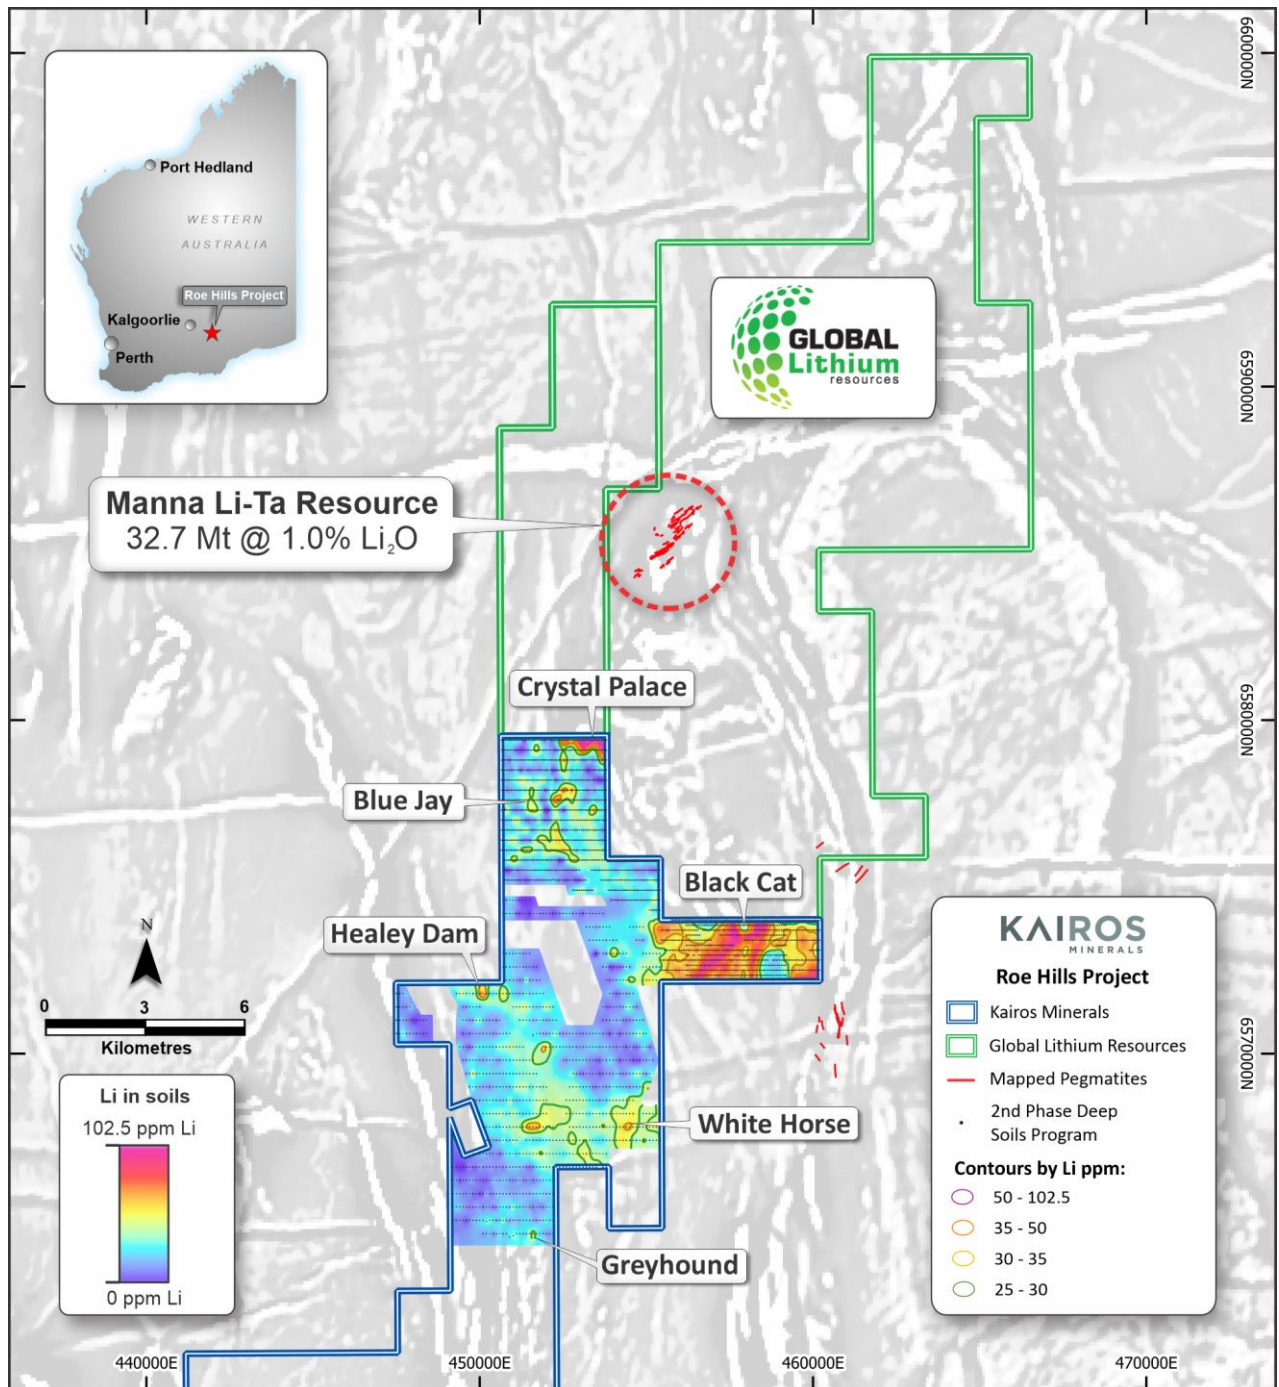 Port Hedland
WESTERN
AUSTRALIA
Roe Hills Project
Kalgoorlie
Perth
6600000N
GLOBAL
Lithium
resources
6590000N
Manna Li-Ta Resource
32.7 Mt @ 1.0% Li₂O
Crystal Palace
6580000N
Blue Jay
Black Cat
Healey Dam
N
0 3 6
Kilometres
White Horse
Greyhound
6570000N
Li in soils
102.5 ppm Li
0 ppm Li
KAIROS
MINERALS
Roe Hills Project
Kairos Minerals
Global Lithium Resources
Mapped Pegmatites
2nd Phase Deep
Soils Program
Contours by Li ppm:
50 - 102.5
35 - 50
30 - 35
25 - 30
440000E 450000E 460000E 470000E